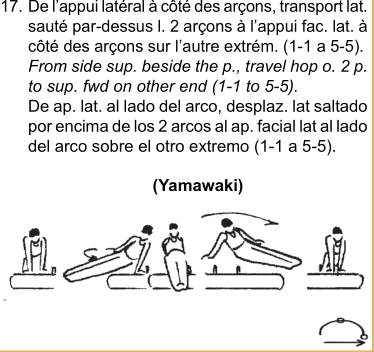 17. De l'appui latéral à côté des arçons, transport lat.
sauté par-dessus l. 2 arçons à l'appui fac. lat. à
côté des arçons sur l'autre extrém. (1-1 a 5-5).
From side sup. beside the p., travel hop o. 2 p.
to sup. fwd on other end (1-1 to 5-5).
De ap. lat. al lado del arco, desplaz. lat saltado
por encima de los 2 arcos al ap. facial lat al lado
del arco sobre el otro extremo (1-1 a 5-5).
(Yamawaki)